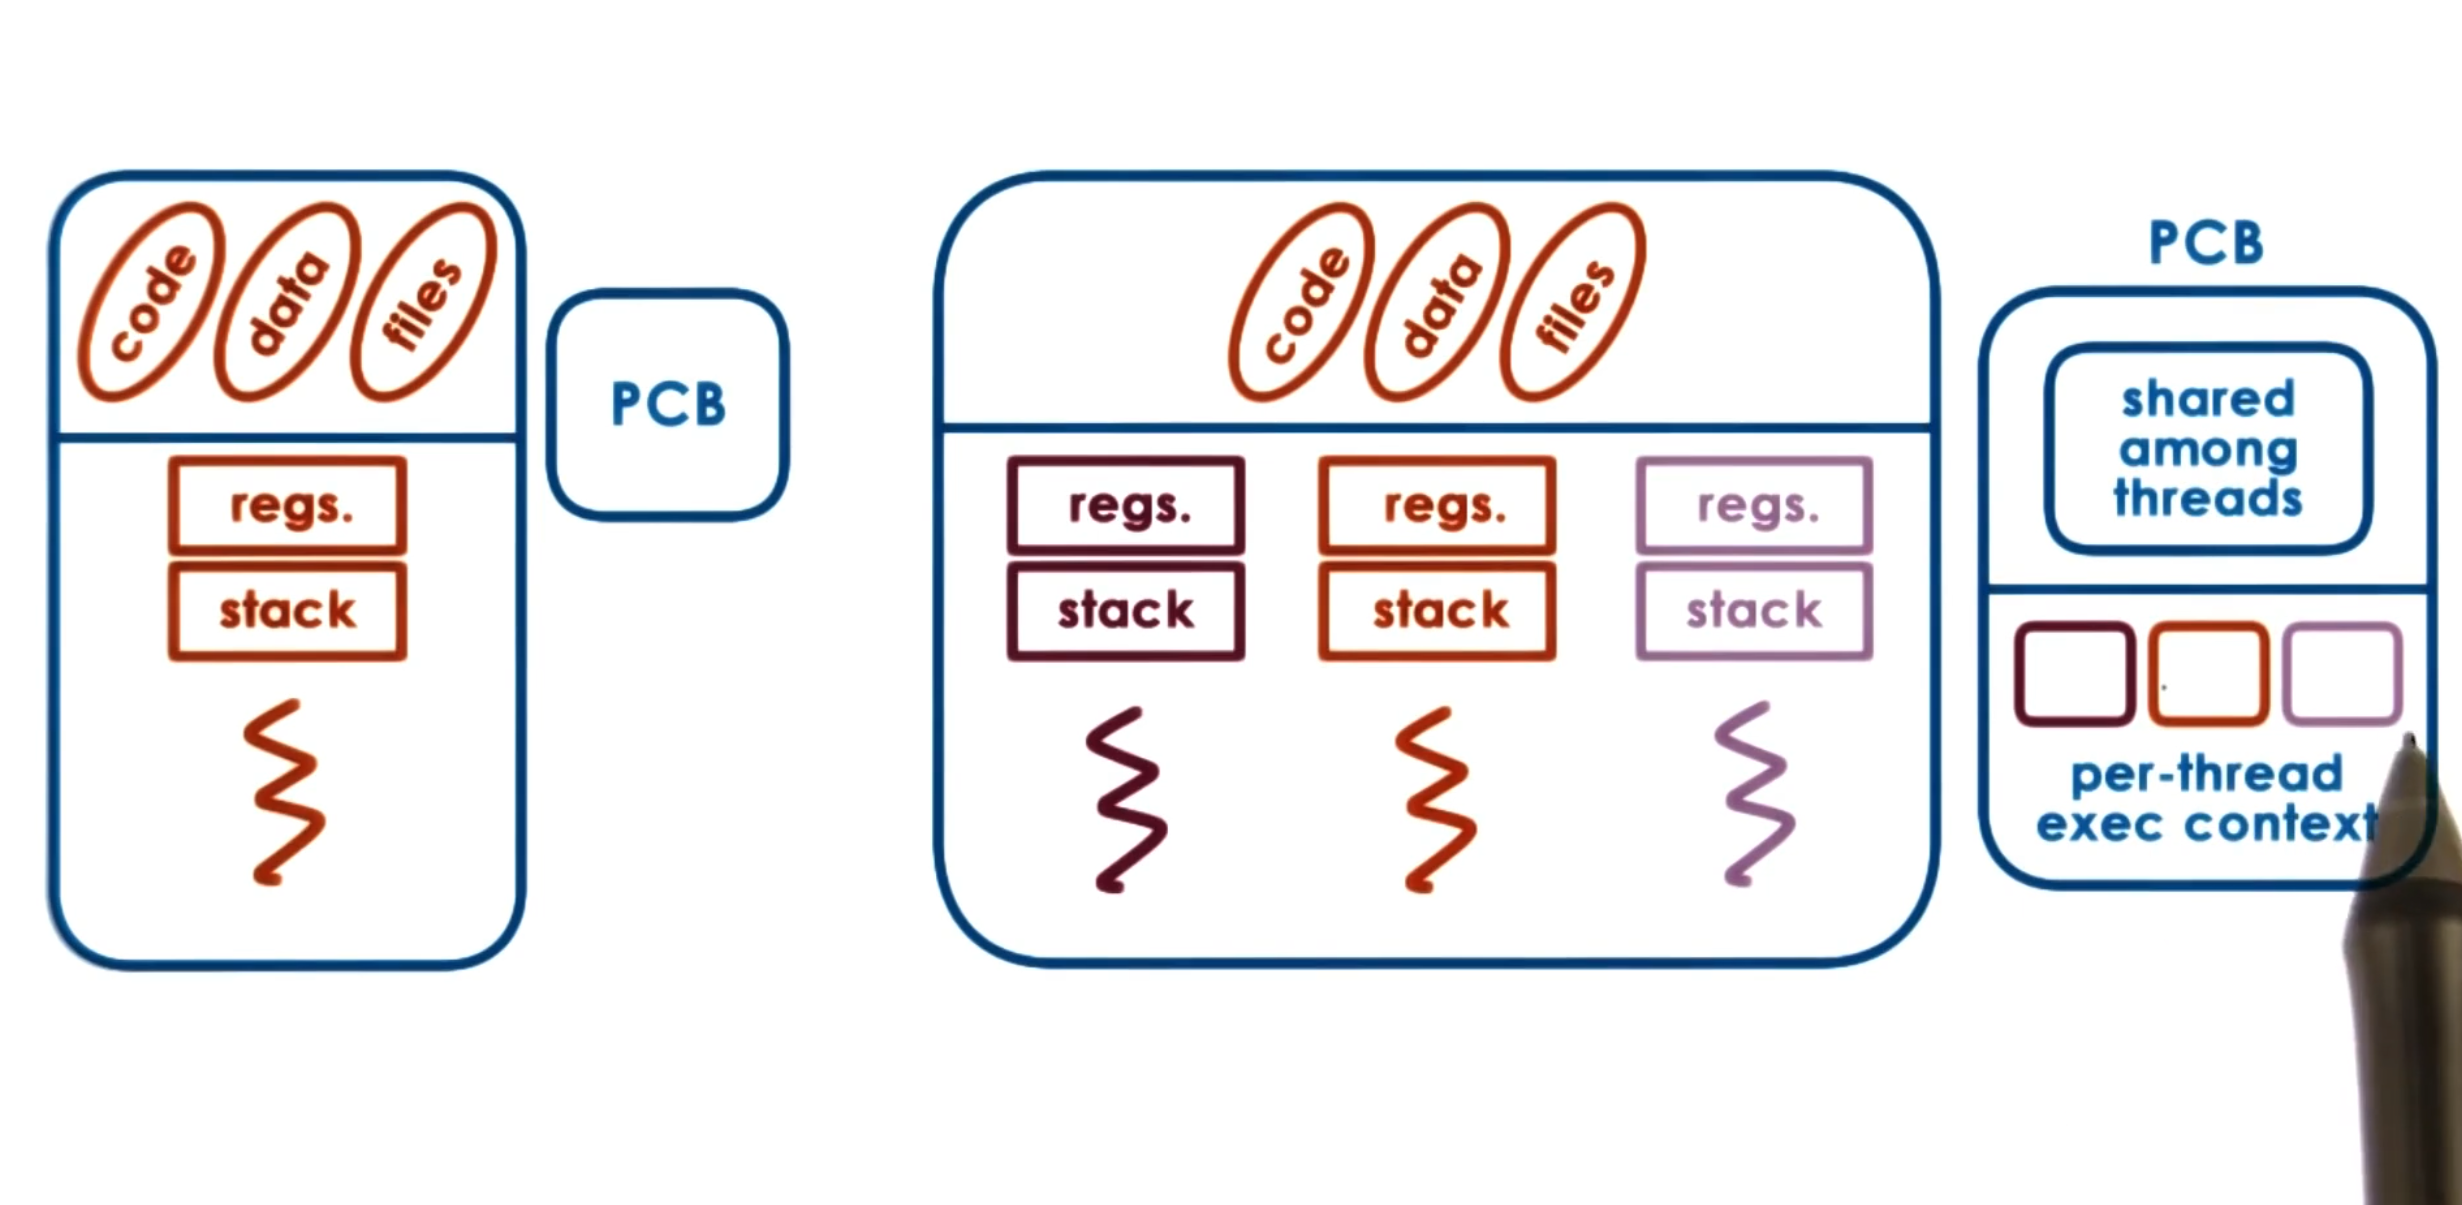 code
data
files
regs.
stack
PCB
code
data
files
regs.
regs.
regs.
stack
stack
stack
PCB
shared
among
threads
per-thread
exec context